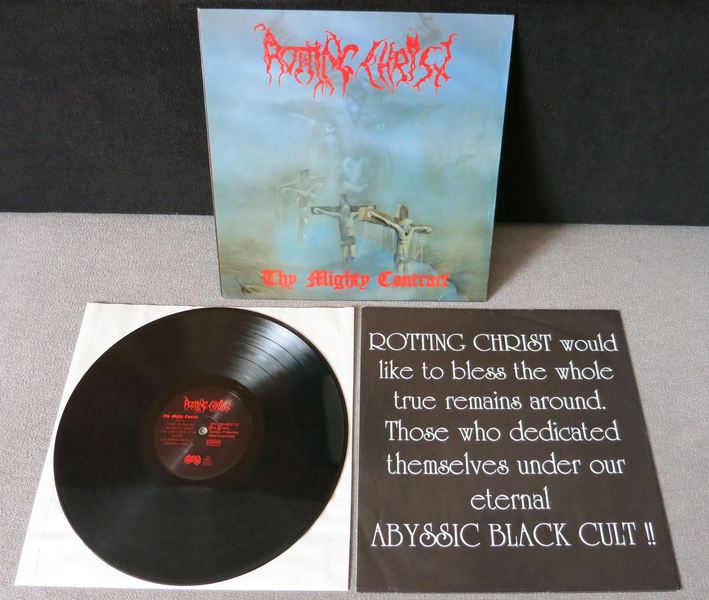 ROTTING CHRIST
Thy Mighty Contract
ROTTING CHRIST
Thy Mighty Contract
ROTTING CHRIST would
like to bless the whole
true remains around.
Those who dedicated
themselves under our
eternal
ABYSSIC BLACK CULT !!